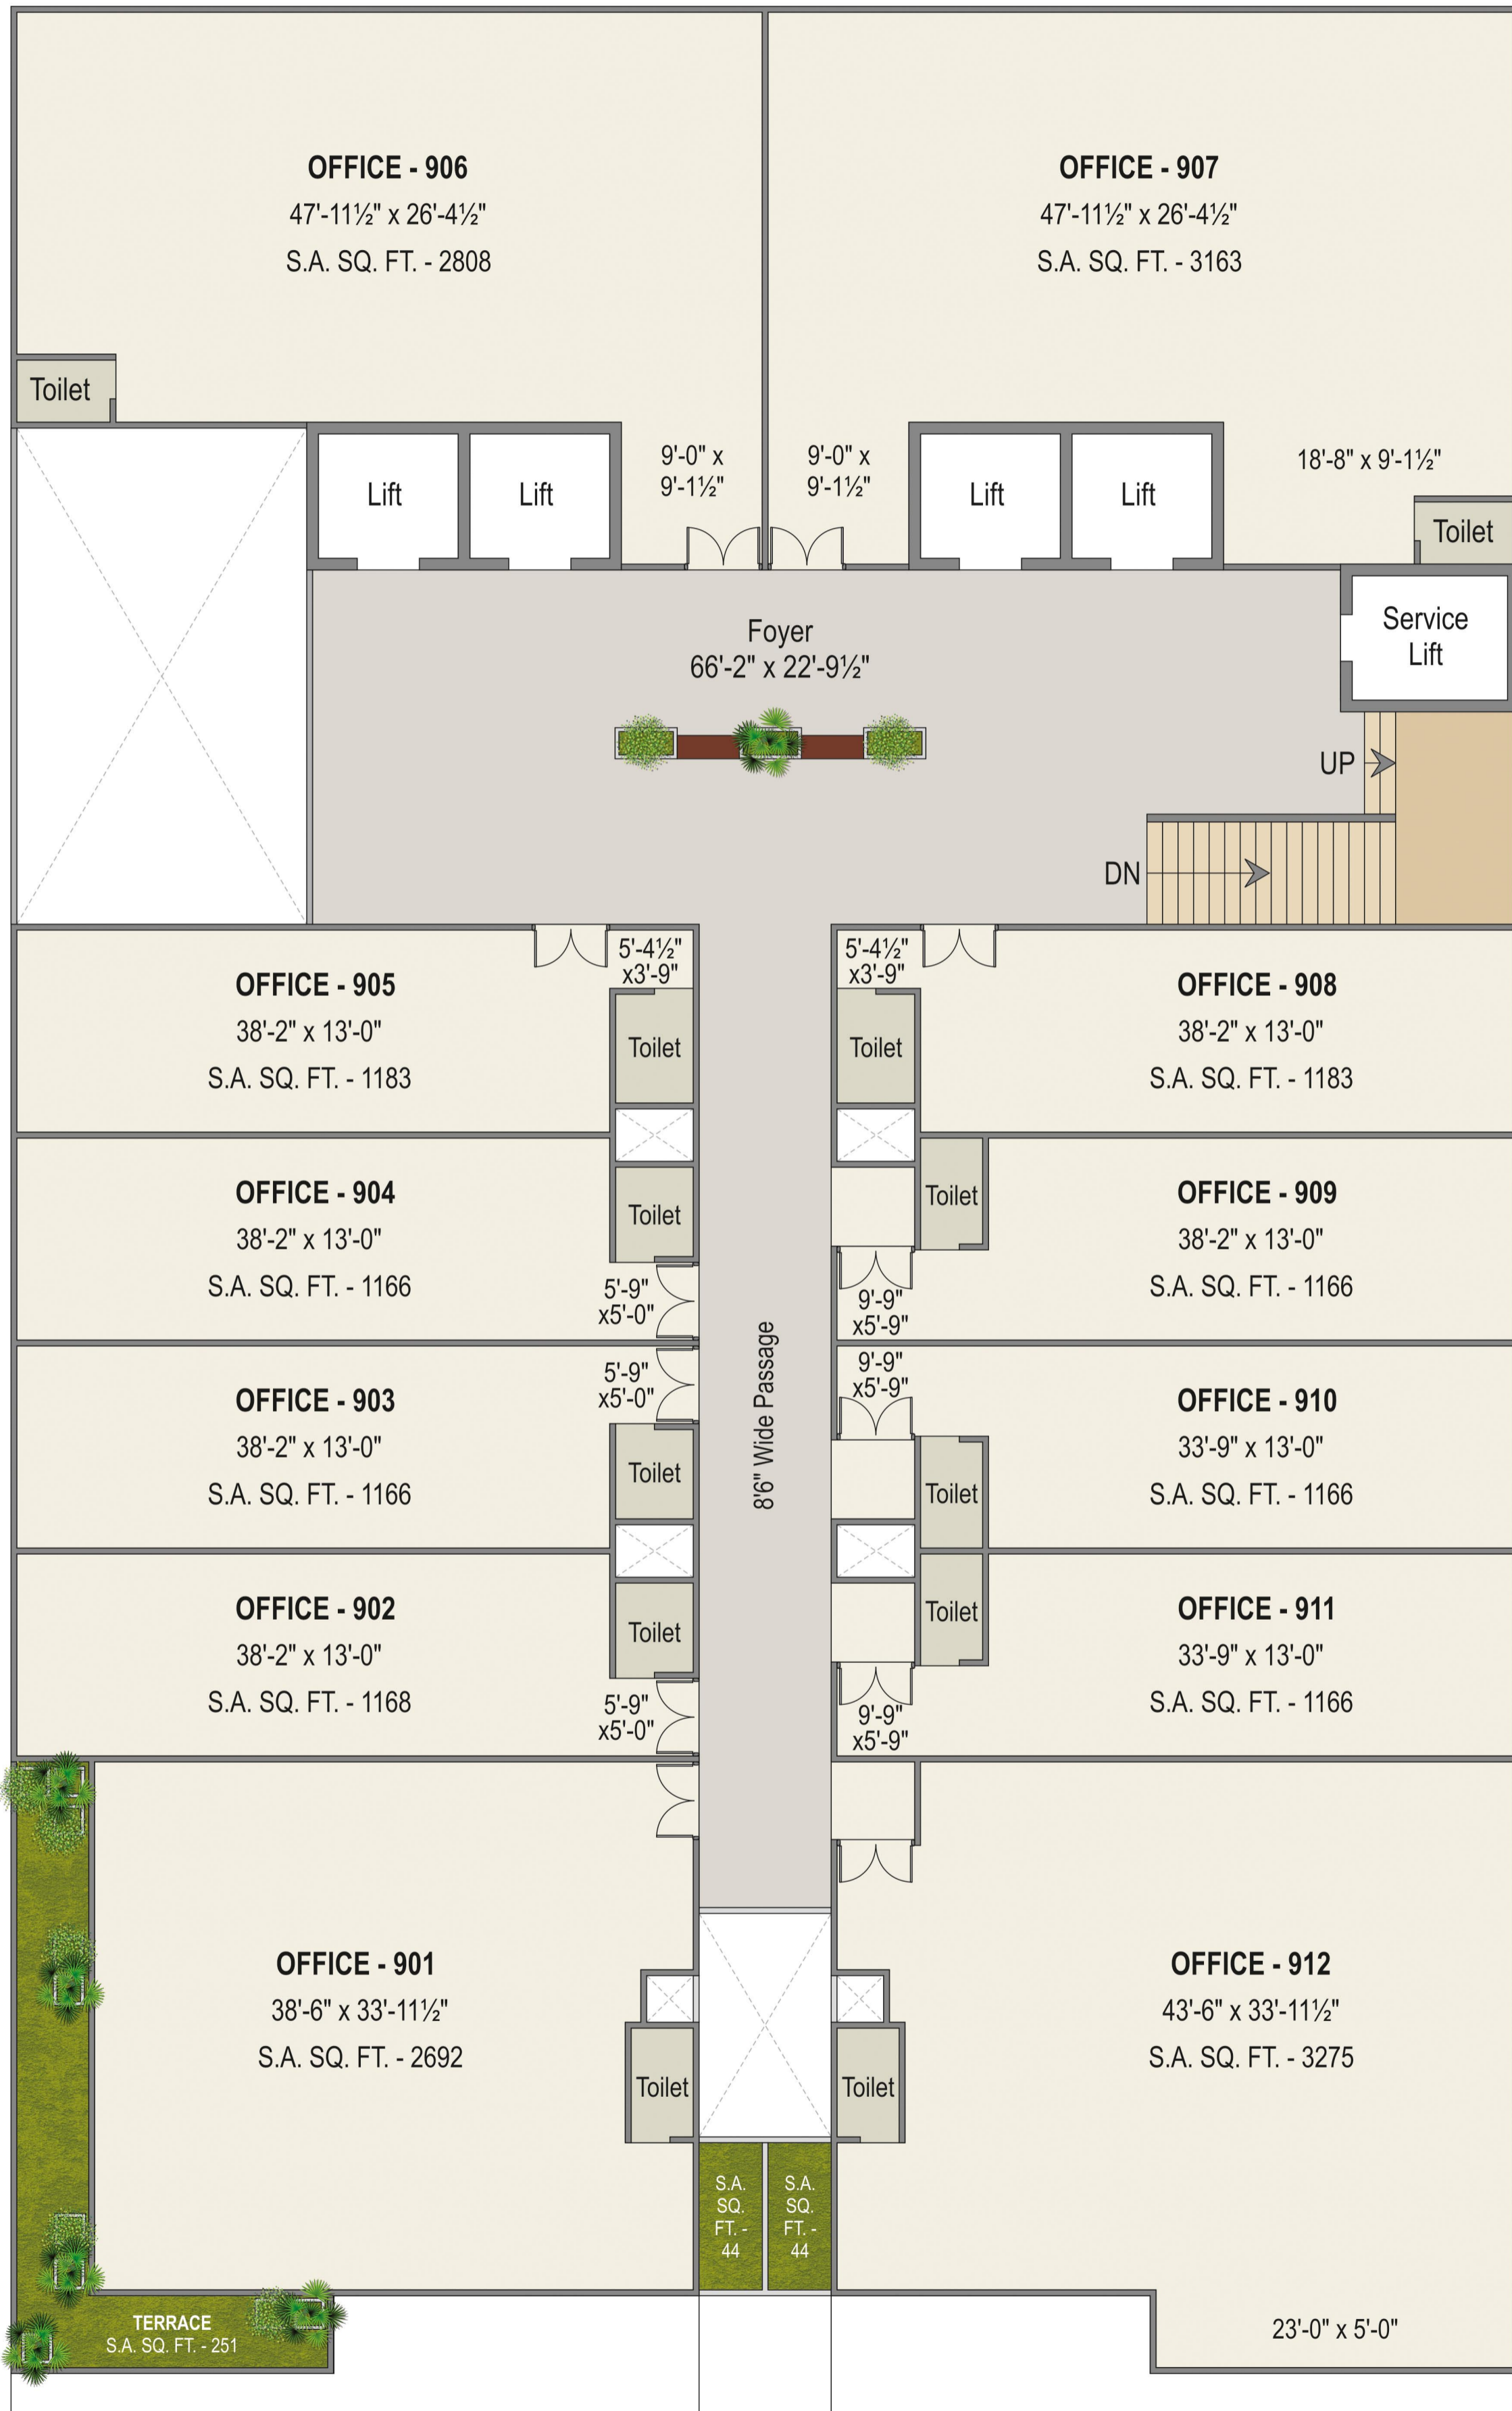 OFFICE - 906
47'-11½" x 26'-4½"
S.A. SQ. FT. - 2808
OFFICE - 907
47'-11½" x 26'-4½"
S.A. SQ. FT. - 3163
Toilet
Lift
Lift
9'-0" x
9'-1½"
9'-0" x
9'-1½"
Lift
Lift
18'-8" x 9'-1½"
Toilet
Service
Lift
Foyer
66'-2" x 22'-9½"
UP
DN
OFFICE - 905
38'-2" x 13'-0"
S.A. SQ. FT. - 1183
5'-4½"
x3'-9"
Toilet
5'-4½"
x3'-9"
Toilet
OFFICE - 908
38'-2" x 13'-0"
S.A. SQ. FT. - 1183
OFFICE - 904
38'-2" x 13'-0"
S.A. SQ. FT. - 1166
Toilet
5'-9"
x5'-0"
Toilet
9'-9"
x5'-9"
OFFICE - 909
38'-2" x 13'-0"
S.A. SQ. FT. - 1166
8'6" Wide Passage
OFFICE - 903
38'-2" x 13'-0"
S.A. SQ. FT. - 1166
5'-9"
x5'-0"
Toilet
9'-9"
x5'-9"
Toilet
OFFICE - 910
33'-9" x 13'-0"
S.A. SQ. FT. - 1166
OFFICE - 902
38'-2" x 13'-0"
S.A. SQ. FT. - 1168
Toilet
5'-9"
x5'-0"
Toilet
9'-9"
x5'-9"
OFFICE - 911
33'-9" x 13'-0"
S.A. SQ. FT. - 1166
OFFICE - 901
38'-6" x 33'-11½"
S.A. SQ. FT. - 2692
Toilet
Toilet
OFFICE - 912
43'-6" x 33'-11½"
S.A. SQ. FT. - 3275
S.A.
SQ.
FT. -
44
S.A.
SQ.
FT. -
44
TERRACE
S.A. SQ. FT. - 251
23'-0" x 5'-0"